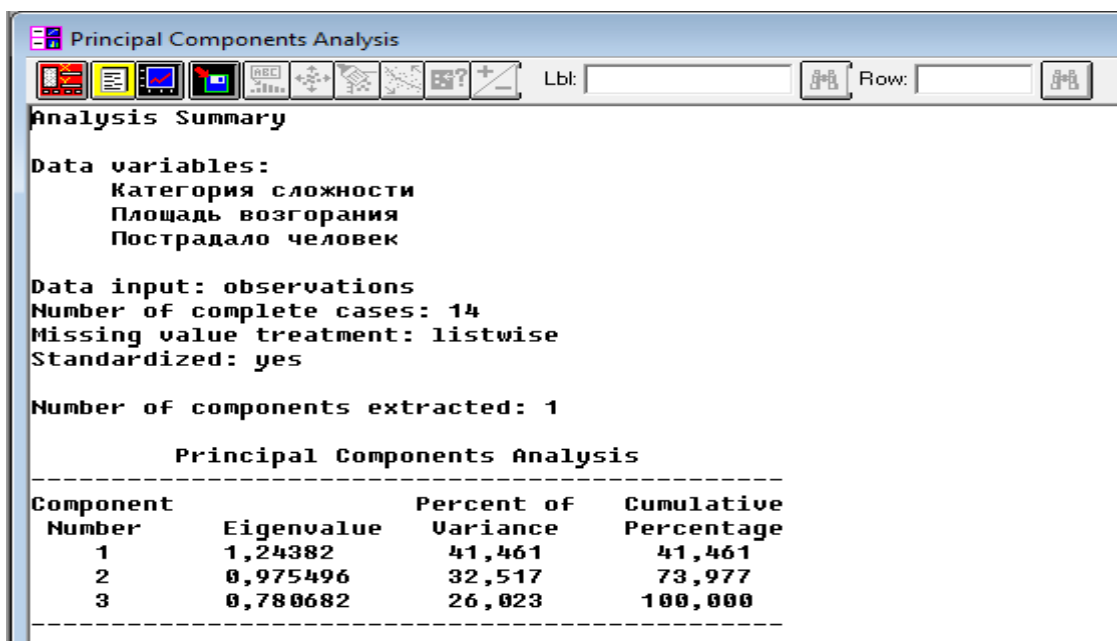 Principal Components Analysis
ABC Lbl: Row:
Analysis Summary
Data variables:
Категория сложности
Площадь возгорания
Пострадало человек
Data input: observations
Number of complete cases: 14
Missing value treatment: listwise
Standardized: yes
Number of components extracted: 1
Principal Components Analysis
Component Percent of Cumulative
Number Eigenvalue Variance Percentage
1 1,24382 41,461 41,461
2 0,975496 32,517 73,977
3 0,780682 26,023 100,000